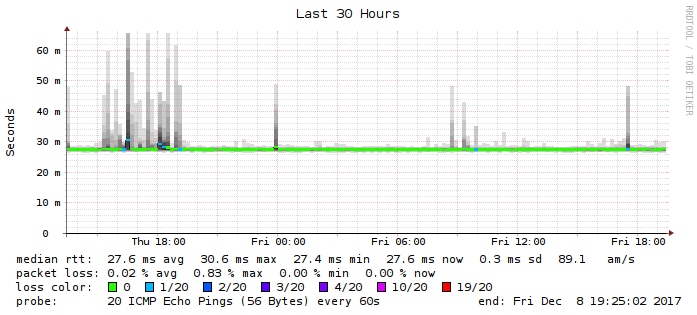 Last 30 Hours
RRDTOOL / TOBI OETIKER
Seconds
60 m
50 m
40 m
30 m
20 m
10 m
0
Thu 18:00 Fri 00:00 Fri 06:00 Fri 12:00 Fri 18:00
median rtt: 27.6 ms avg 30.6 ms max 27.4 ms min 27.6 ms now 0.3 ms sd 89.1 am/s
packet loss: 0.02 % avg 0.83 % max 0.00 % min 0.00 % now
loss color: 0 1/20 2/20 3/20 4/20 10/20 19/20
probe: 20 ICMP Echo Pings (56 Bytes) every 60s end: Fri Dec 8 19:25:02 2017